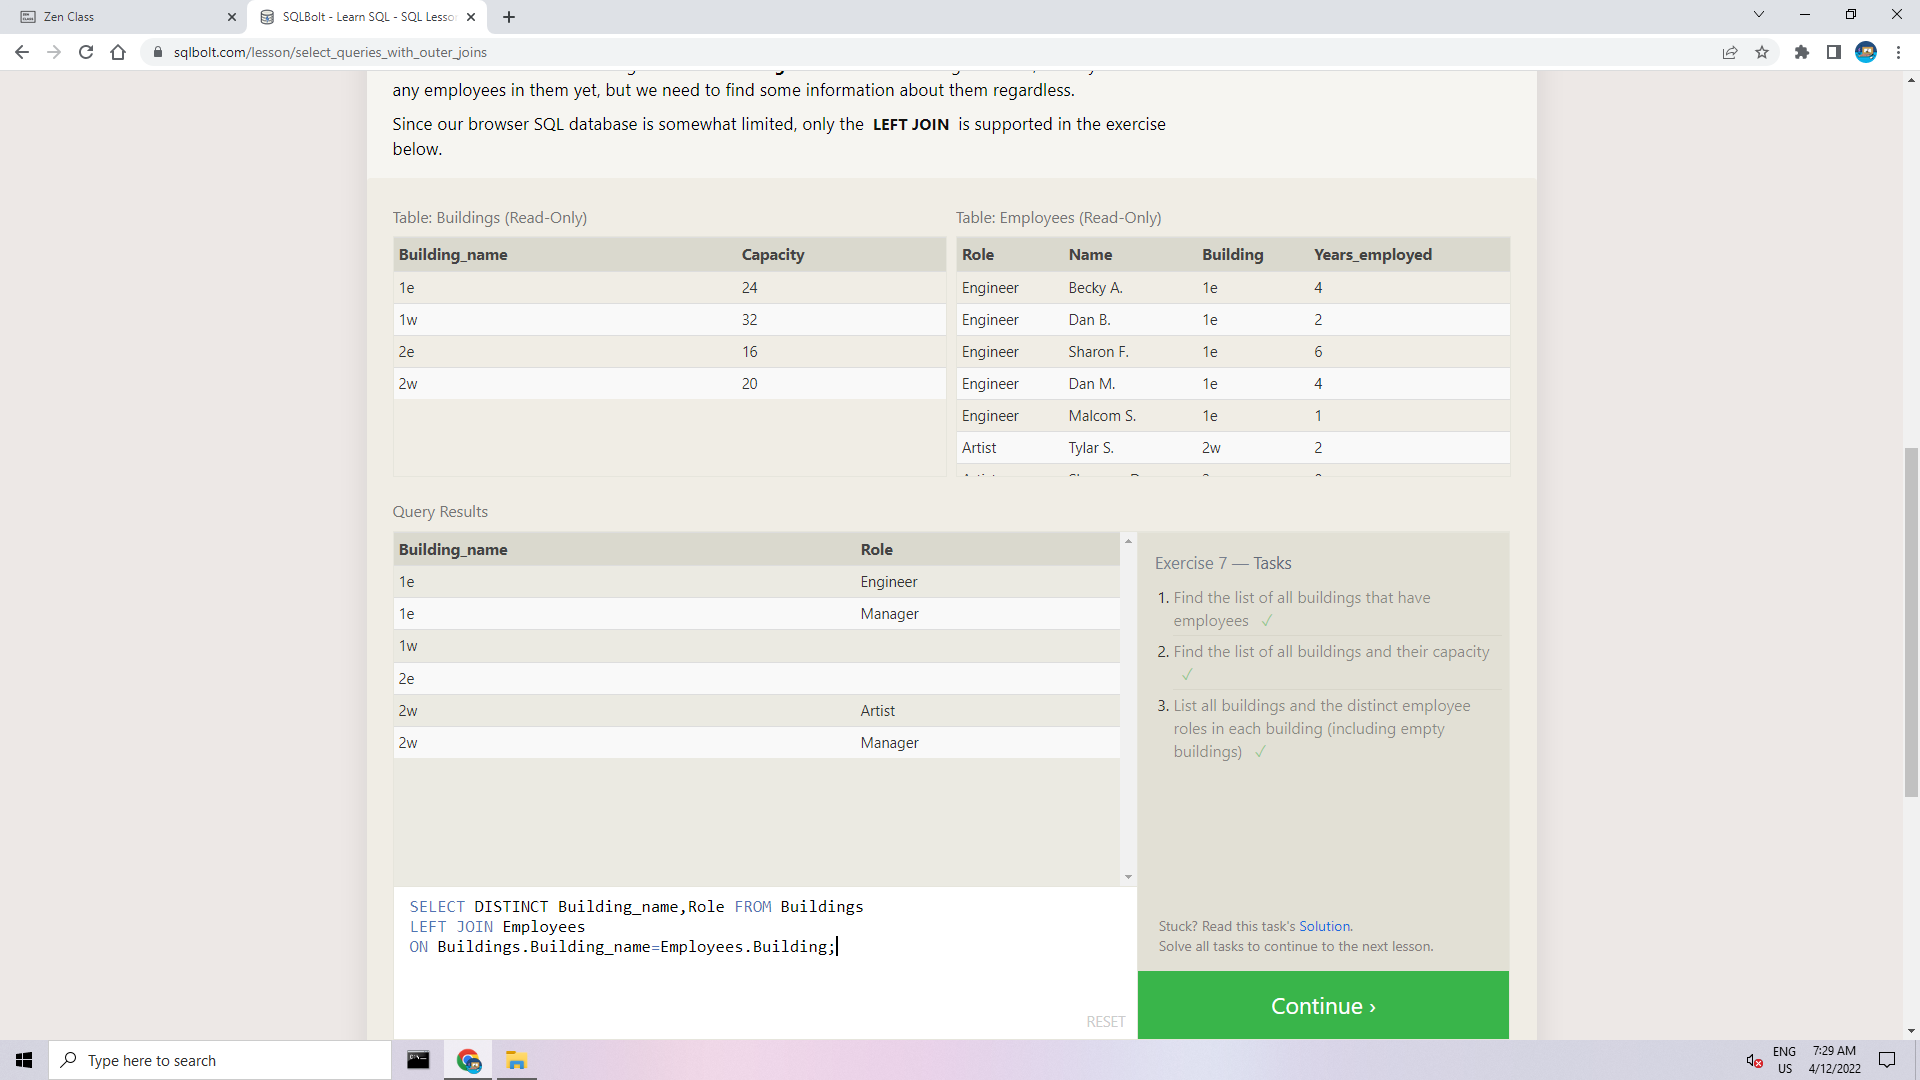 Zen Class
SQLBolt - Learn SQL - SQL Lesso
sqlbolt.com/lesson/select_queries_with_outer_joins
any employees in them yet, but we need to find some information about them regardless.
Since our browser SQL database is somewhat limited, only the LEFT JOIN is supported in the exercise
below.
Table: Buildings (Read-Only)
Building_name Capacity
1e 24
1w 32
2e 16
2w 20
Table: Employees (Read-Only)
Role Name Building Years_employed
Engineer Becky A. 1e 4
Engineer Dan B. 1e 2
Engineer Sharon F. 1e 6
Engineer Dan M. 1e 4
Engineer Malcom S. 1e 1
Artist Tylar S. 2w 2
Query Results
Building_name Role
1e Engineer
1e Manager
1w
2e
2w Artist
2w Manager
Exercise 7 — Tasks
1. Find the list of all buildings that have
employees ✓
2. Find the list of all buildings and their capacity
✓
3. List all buildings and the distinct employee
roles in each building (including empty
buildings) ✓
SELECT DISTINCT Building_name,Role FROM Buildings
LEFT JOIN Employees
ON Buildings.Building_name=Employees.Building;
RESET
Stuck? Read this task's Solution.
Solve all tasks to continue to the next lesson.
Continue ›
Type here to search
ENG
US
7:29 AM
4/12/2022